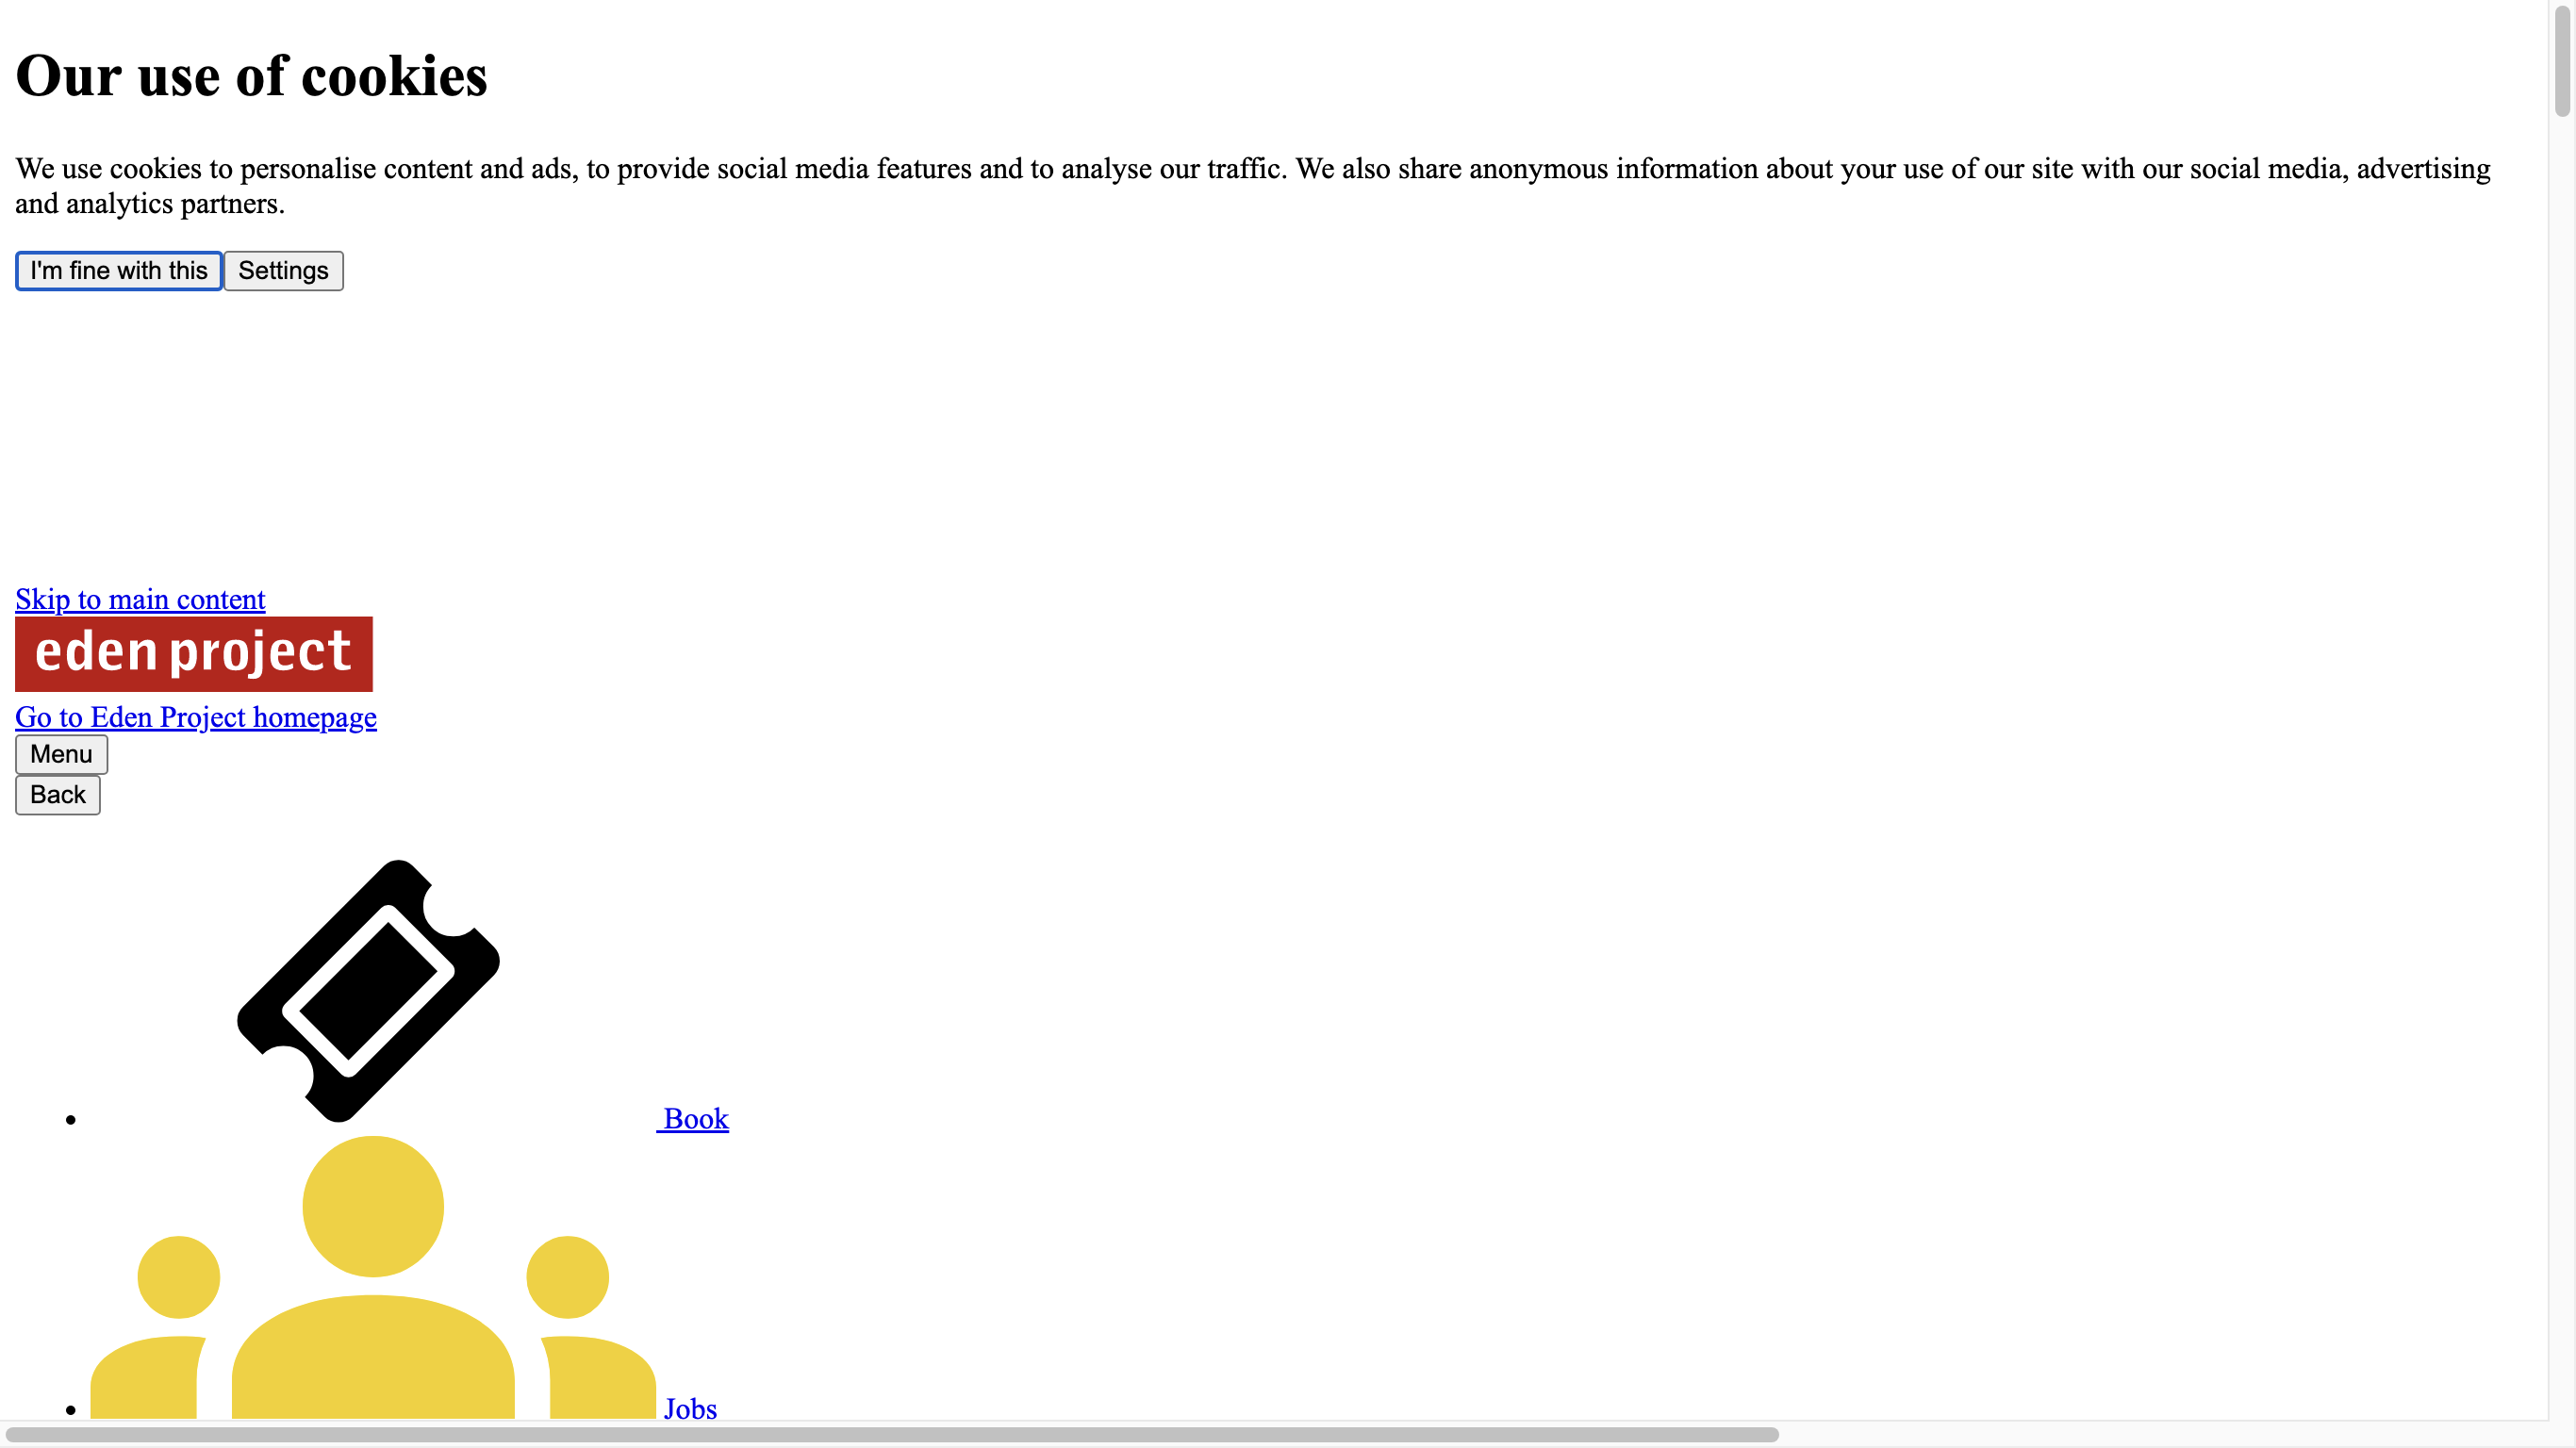 Our use of cookies
We use cookies to personalise content and ads, to provide social media features and to analyse our traffic. We also share anonymous information about your use of our site with our social media, advertising
and analytics partners.
I'm fine with this Settings
Skip to main content
eden project
Go to Eden Project homepage
Menu
Back
Book
Jobs